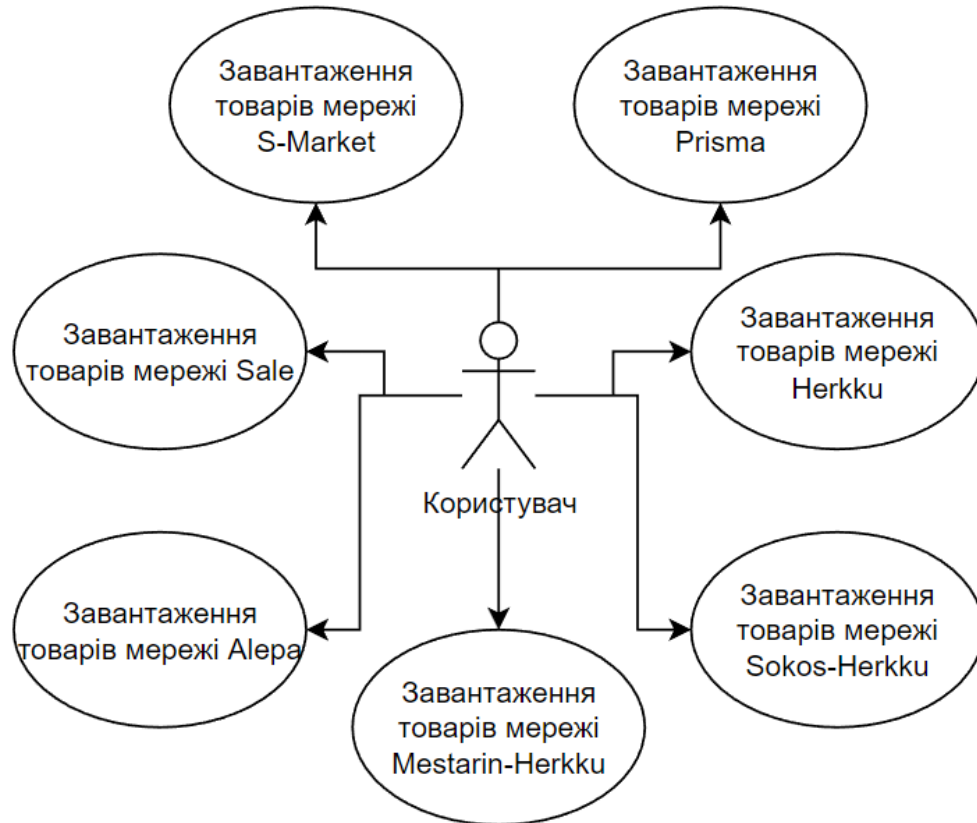 Завантаження
товарів мережі
S-Market
Завантаження
товарів мережі
Prisma
Завантаження
товарів мережі Sale
Завантаження
товарів мережі
Herkku
Користувач
Завантаження
товарів мережі Alepa
Завантаження
товарів мережі
Mestarin-Herkku
Завантаження
товарів мережі
Sokos-Herkku